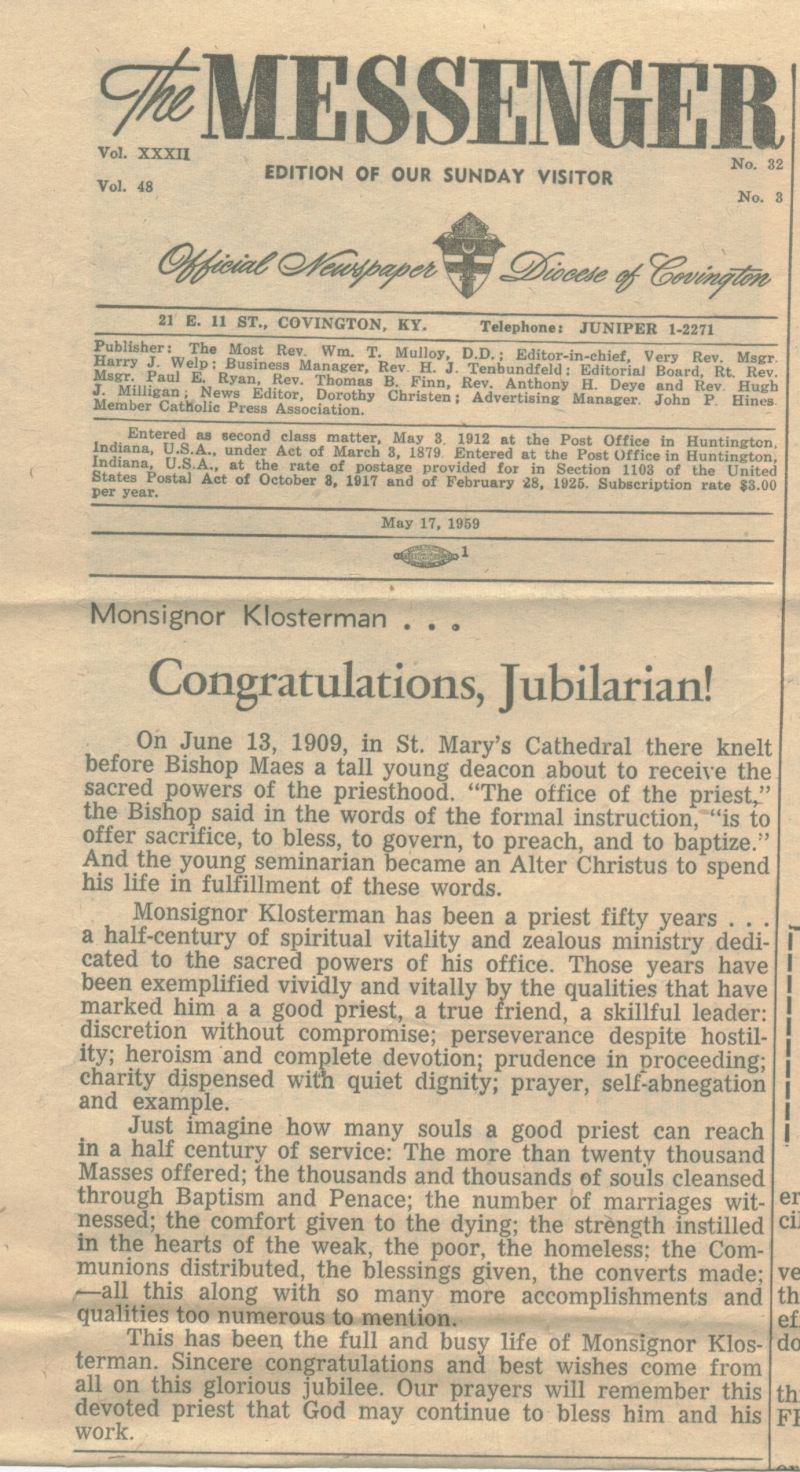 The MESSENGER
Vol. XXXII
No. 32
EDITION OF OUR SUNDAY VISITOR
Vol. 48
No. 3
Official Newspaper Diocese of Covington
21 E. 11 ST., COVINGTON, KY. Telephone: JUNIPER 1-2271
Publisher: The Most Rev. Wm. T. Mulloy, D.D.; Editor-in-chief, Very Rev. Msgr.
Harry J. Welp; Business Manager, Rev. H. J. Tenbundfeld: Editorial Board, Rt. Rev.
Msgr. Paul E. Ryan, Rev. Thomas B. Finn, Rev. Anthony H. Deye and Rev. Hugh
J. Milligan; News Editor, Dorothy Christen; Advertising Manager. John P. Hines
Member Catholic Press Association.
Entered as second class matter, May 3, 1912 at the Post Office in Huntington,
Indiana, U.S.A., under Act of March 3, 1879. Entered at the Post Office in Huntington,
Indiana, U.S.A., at the rate of postage provided for in Section 1103 of the United
States Postal Act of October 3, 1917 and of February 28, 1925. Subscription rate $3.00
per year.
May 17, 1959
1
Monsignor Klosterman . . .
Congratulations, Jubilarian!
On June 13, 1909, in St. Mary's Cathedral there knelt
before Bishop Maes a tall young deacon about to receive the
sacred powers of the priesthood. "The office of the priest,"
the Bishop said in the words of the formal instruction, "is to
offer sacrifice, to bless, to govern, to preach, and to baptize."
And the young seminarian became an Alter Christus to spend
his life in fulfillment of these words.
Monsignor Klosterman has been a priest fifty years . . .
a half-century of spiritual vitality and zealous ministry dedi-
cated to the sacred powers of his office. Those years have
been exemplified vividly and vitally by the qualities that have
marked him a a good priest, a true friend, a skillful leader:
discretion without compromise; perseverance despite hostil-
ity; heroism and complete devotion; prudence in proceeding;
charity dispensed with quiet dignity; prayer, self-abnegation
and example.
Just imagine how many souls a good priest can reach
in a half century of service: The more than twenty thousand
Masses offered; the thousands and thousands of souls cleansed
through Baptism and Penace; the number of marriages wit-
nessed; the comfort given to the dying; the strength instilled
in the hearts of the weak, the poor, the homeless; the Com-
munions distributed, the blessings given, the converts made;
—all this along with so many more accomplishments and
qualities too numerous to mention.
This has been the full and busy life of Monsignor Klos-
terman. Sincere congratulations and best wishes come from
all on this glorious jubilee. Our prayers will remember this
devoted priest that God may continue to bless him and his
work.